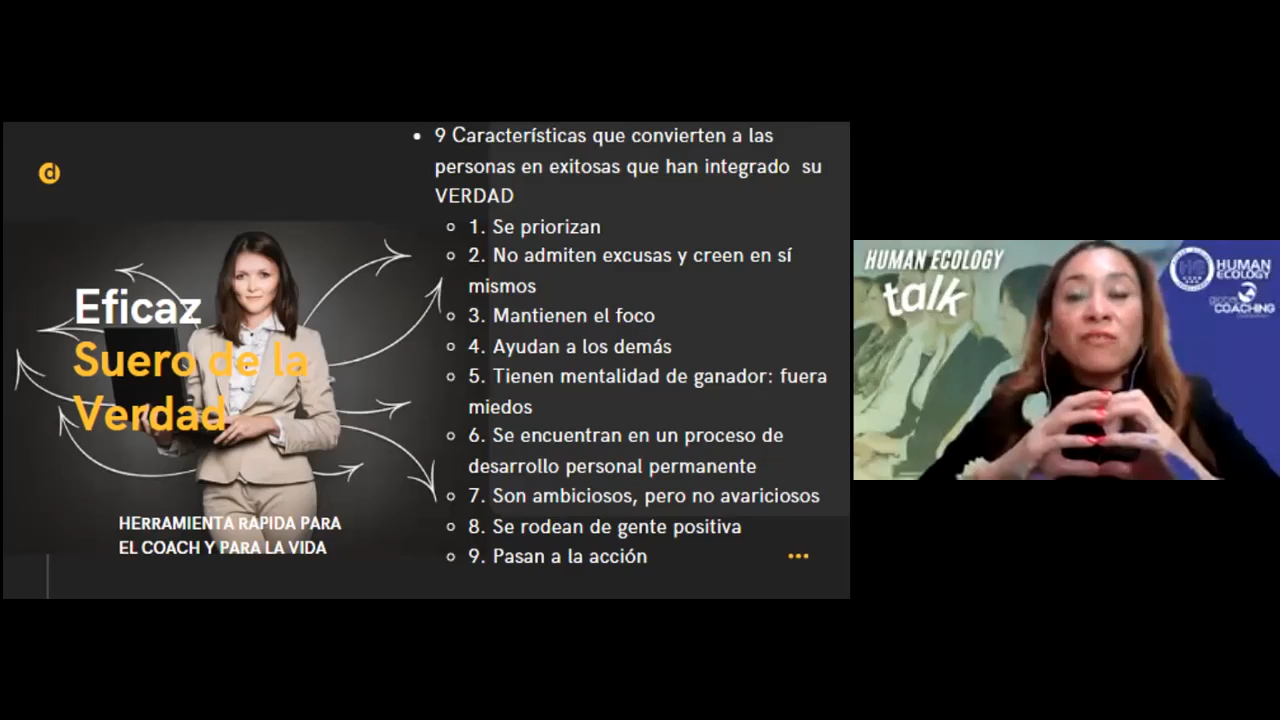 d
Eficaz
Suero de la
Verdad
HERRAMIENTA RAPIDA PARA
EL COACH Y PARA LA VIDA
9 Características que convierten a las
personas en exitosas que han integrado su
VERDAD
1. Se priorizan
2. No admiten excusas y creen en sí
mismos
3. Mantienen el foco
4. Ayudan a los demás
5. Tienen mentalidad de ganador: fuera
miedos
6. Se encuentran en un proceso de
desarrollo personal permanente
7. Son ambiciosos, pero no avariciosos
8. Se rodean de gente positiva
9. Pasan a la acción
HUMAN ECOLOGY
talk
HUMAN
ECOLOGY
COACHING